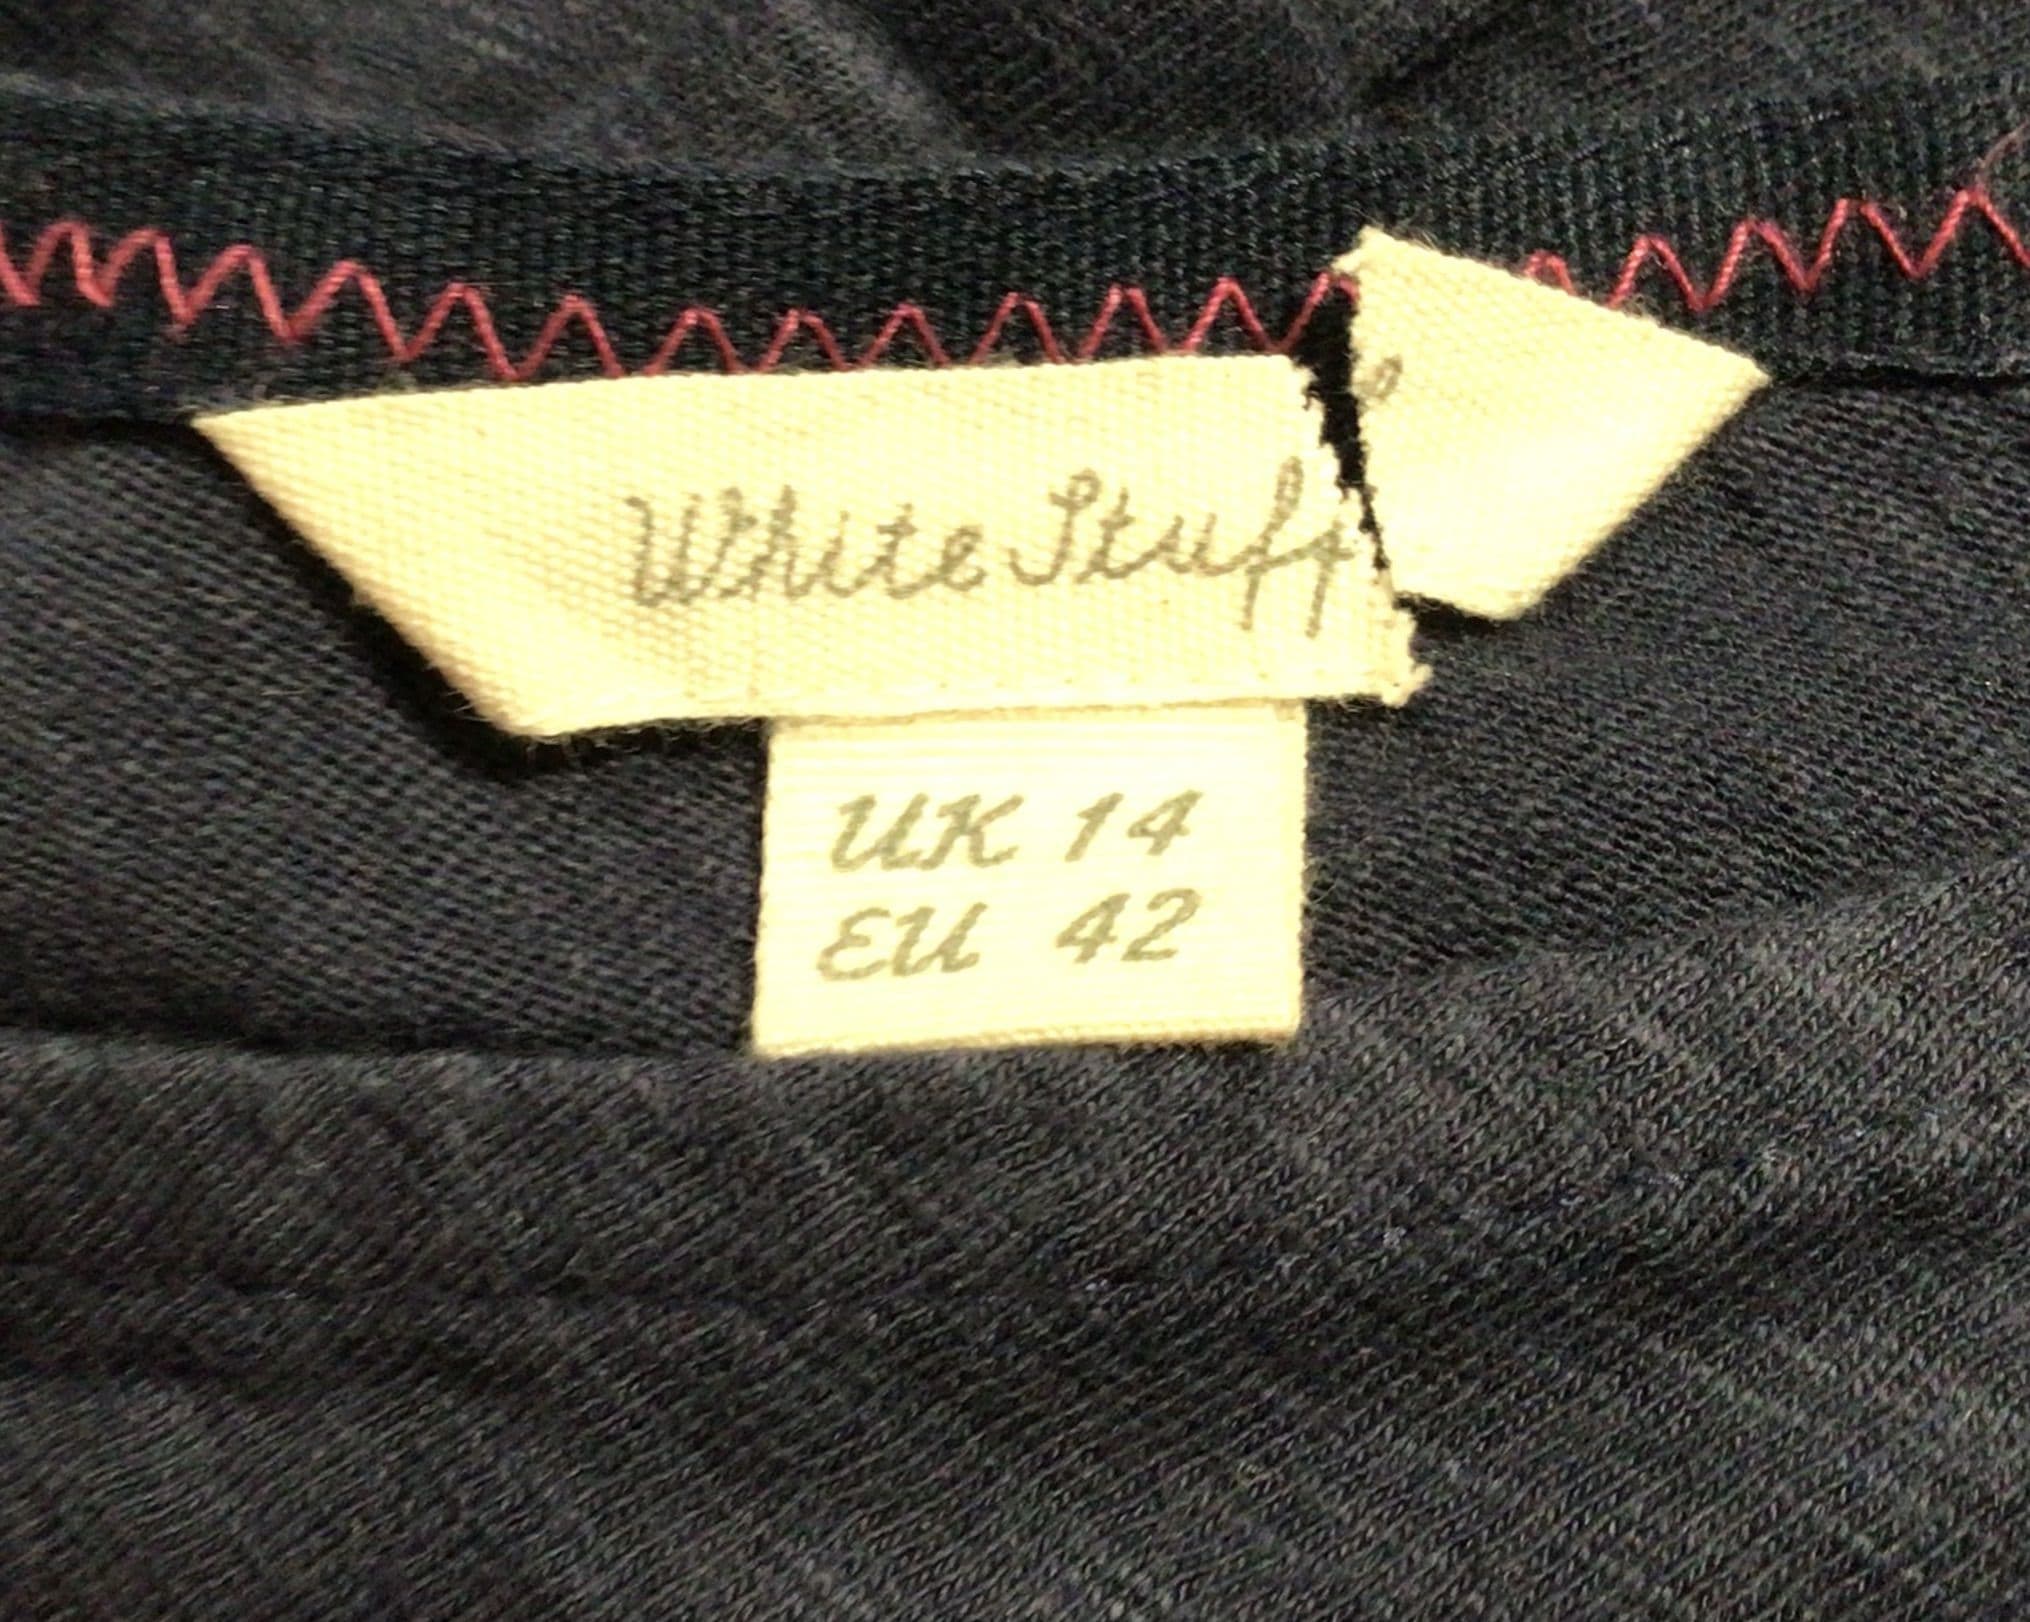 White Stuff
UK 14
EU 42